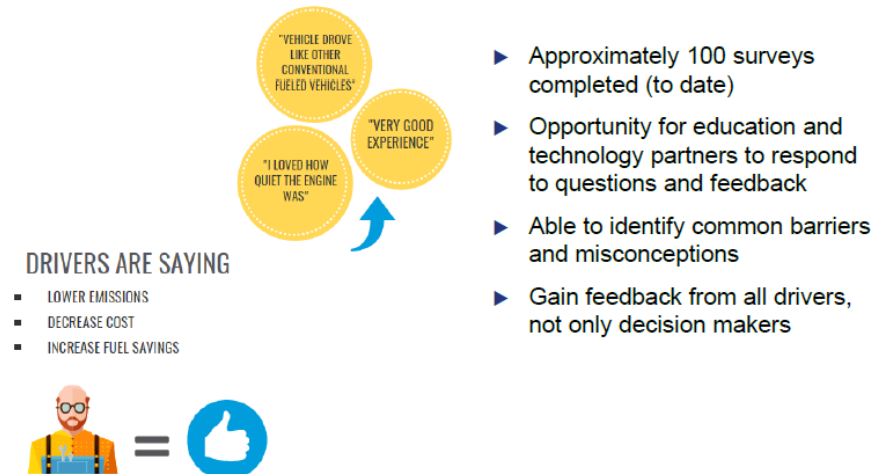 "VEHICLE DROVE
LIKE OTHER
CONVENTIONAL
FUELED VEHICLES"
"VERY GOOD
EXPERIENCE"
"I LOVED HOW
QUIET THE ENGINE
WAS"
DRIVERS ARE SAYING
▪ LOWER EMISSIONS
▪ DECREASE COST
▪ INCREASE FUEL SAVINGS
=
► Approximately 100 surveys
completed (to date)
► Opportunity for education and
technology partners to respond
to questions and feedback
► Able to identify common barriers
and misconceptions
► Gain feedback from all drivers,
not only decision makers